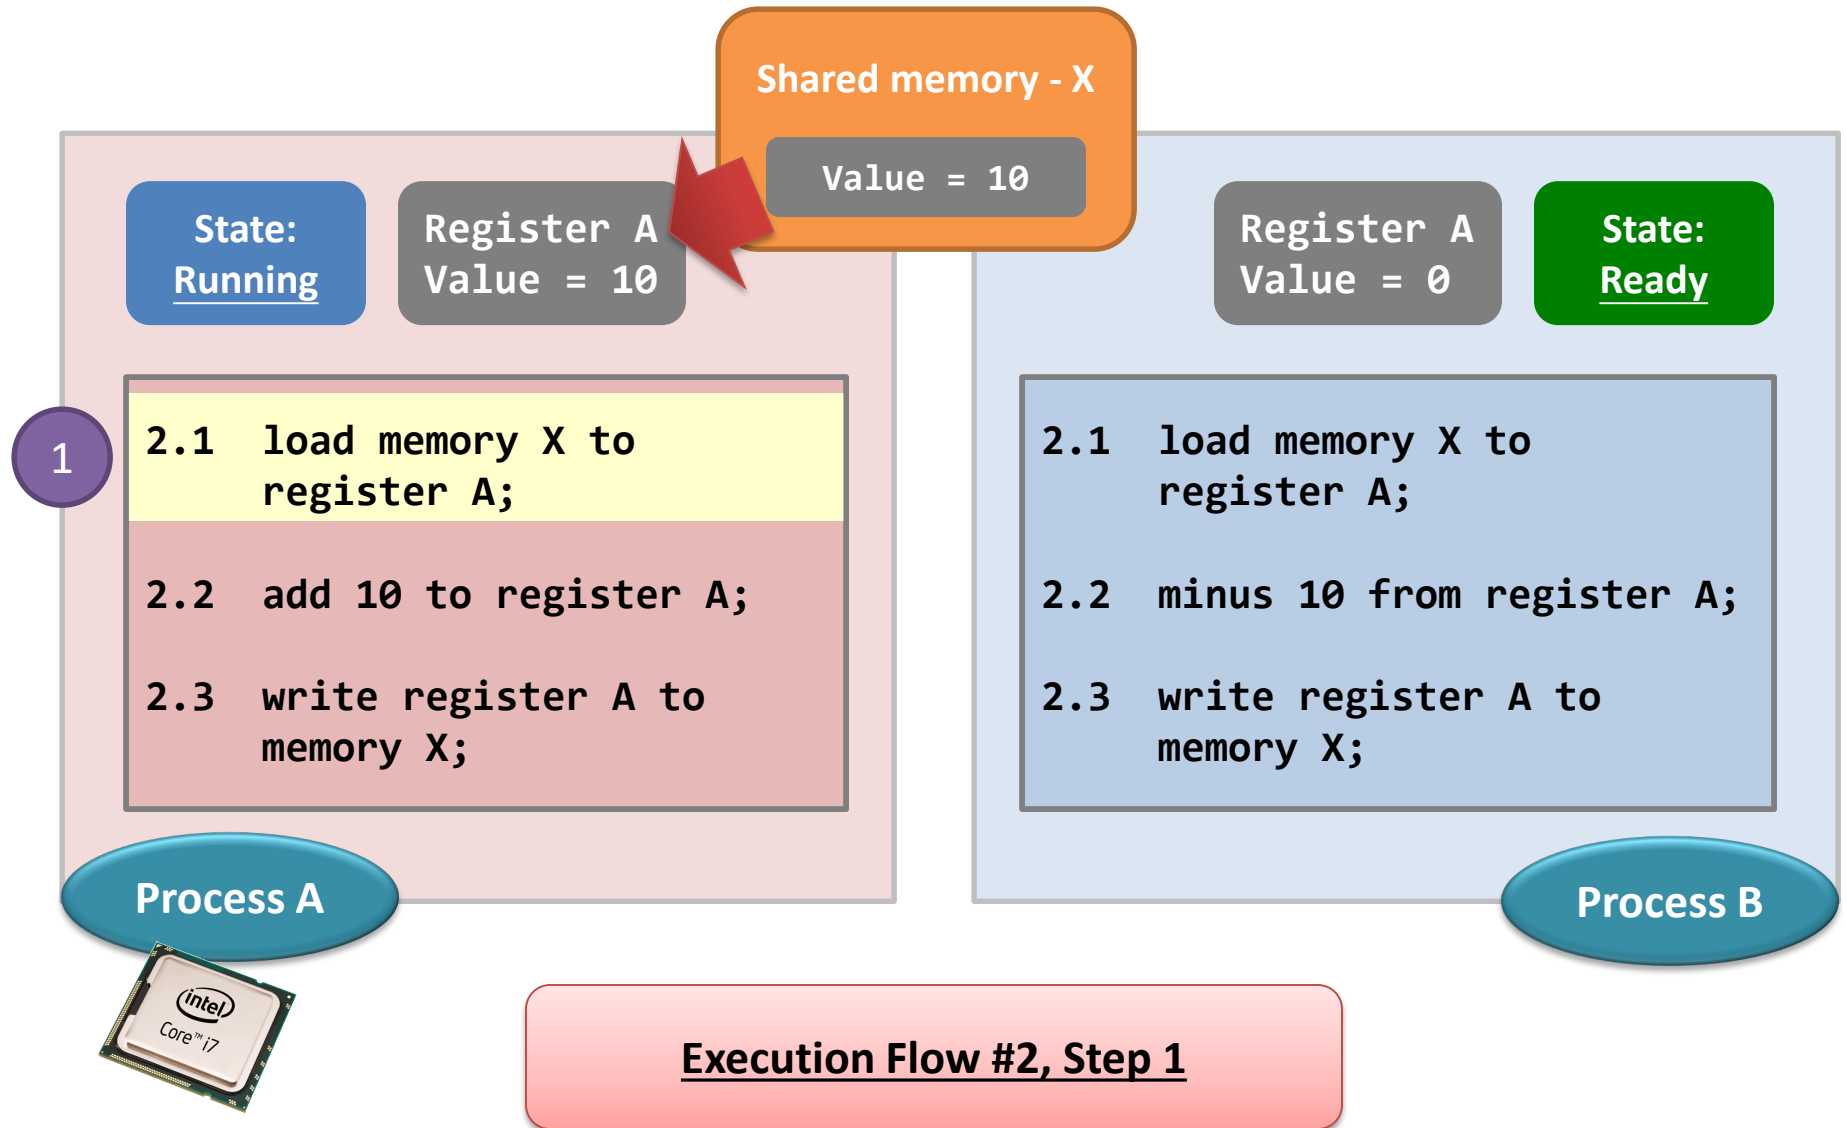 Shared memory - X
Value = 10
State:
Running
Register A
Value = 10
Register A
Value = 0
State:
Ready
1
2.1 load memory X to
register A;
2.2 add 10 to register A;
2.3 write register A to
memory X;
2.1 load memory X to
register A;
2.2 minus 10 from register A;
2.3 write register A to
memory X;
Process A
Process B
intel
Core™ i7
Execution Flow #2, Step 1